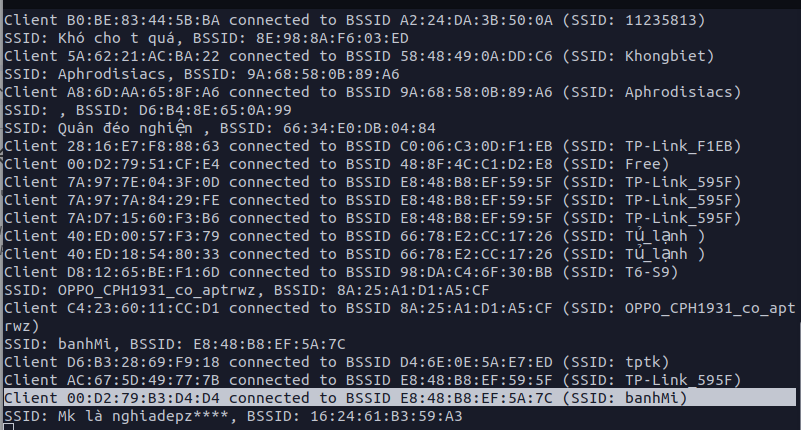 Client B0:BE:83:44:5B:BA connected to BSSID A2:24:DA:3B:50:0A (SSID: 11235813)
SSID: Khó cho t quá, BSSID: 8E:98:8A:F6:03:ED
Client 5A:62:21:AC:BA:22 connected to BSSID 58:48:49:0A:DD:C6 (SSID: Khongbiet)
SSID: Aphrodisiacs, BSSID: 9A:68:58:0B:89:A6
Client A8:6D:AA:65:8F:A6 connected to BSSID 9A:68:58:0B:89:A6 (SSID: Aphrodisiacs)
SSID: , BSSID: D6:B4:8E:65:0A:99
SSID: Quân đéo nghiện , BSSID: 66:34:E0:DB:04:84
Client 28:16:E7:F8:88:63 connected to BSSID C0:06:C3:0D:F1:EB (SSID: TP-Link_F1EB)
Client 00:D2:79:51:CF:E4 connected to BSSID 48:8F:4C:C1:D2:E8 (SSID: Free)
Client 7A:97:7E:04:3F:0D connected to BSSID E8:48:B8:EF:59:5F (SSID: TP-Link_595F)
Client 7A:97:7A:84:29:FE connected to BSSID E8:48:B8:EF:59:5F (SSID: TP-Link_595F)
Client 7A:D7:15:60:F3:B6 connected to BSSID E8:48:B8:EF:59:5F (SSID: TP-Link_595F)
Client 40:ED:00:57:F3:79 connected to BSSID 66:78:E2:CC:17:26 (SSID: Tủ_lạnh )
Client 40:ED:18:54:80:33 connected to BSSID 66:78:E2:CC:17:26 (SSID: Tủ_lạnh )
Client D8:12:65:BE:F1:6D connected to BSSID 98:DA:C4:6F:30:BB (SSID: T6-S9)
SSID: OPPO_CPH1931_co_aptrwz, BSSID: 8A:25:A1:D1:A5:CF
Client C4:23:60:11:CC:D1 connected to BSSID 8A:25:A1:D1:A5:CF (SSID: OPPO_CPH1931_co_apt
rwz)
SSID: banhMi, BSSID: E8:48:B8:EF:5A:7C
Client D6:B3:28:69:F9:18 connected to BSSID D4:6E:0E:5A:E7:ED (SSID: tptk)
Client AC:67:5D:49:77:7B connected to BSSID E8:48:B8:EF:59:5F (SSID: TP-Link_595F)
Client 00:D2:79:B3:D4:D4 connected to BSSID E8:48:B8:EF:5A:7C (SSID: banhMi)
SSID: Mk là nghiadepz****, BSSID: 16:24:61:B3:59:A3